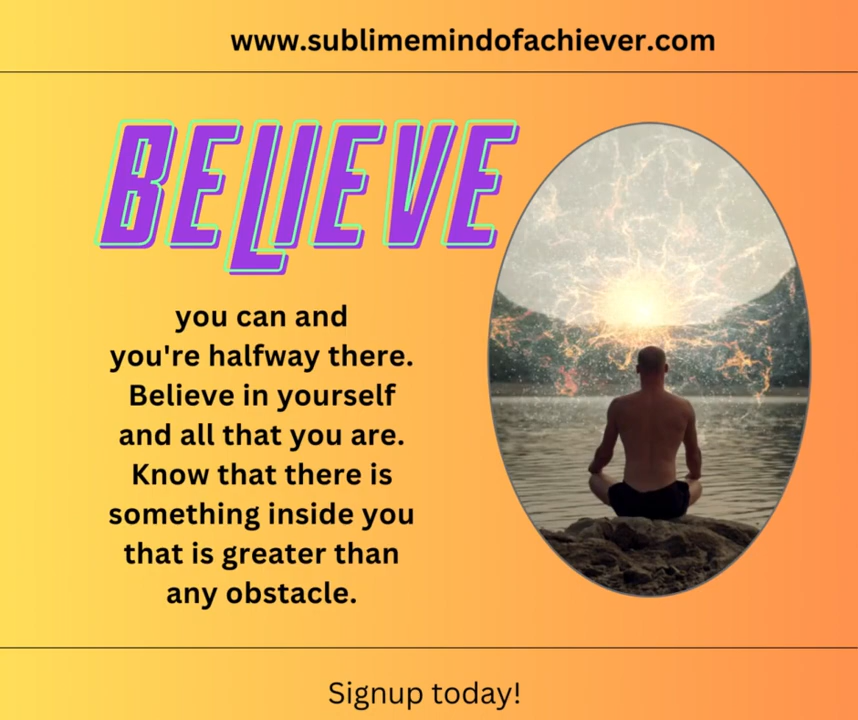 www.sublimemindofachiever.com
BELIEVE
you can and
you're halfway there.
Believe in yourself
and all that you are.
Know that there is
something inside you
that is greater than
any obstacle.
Signup today!